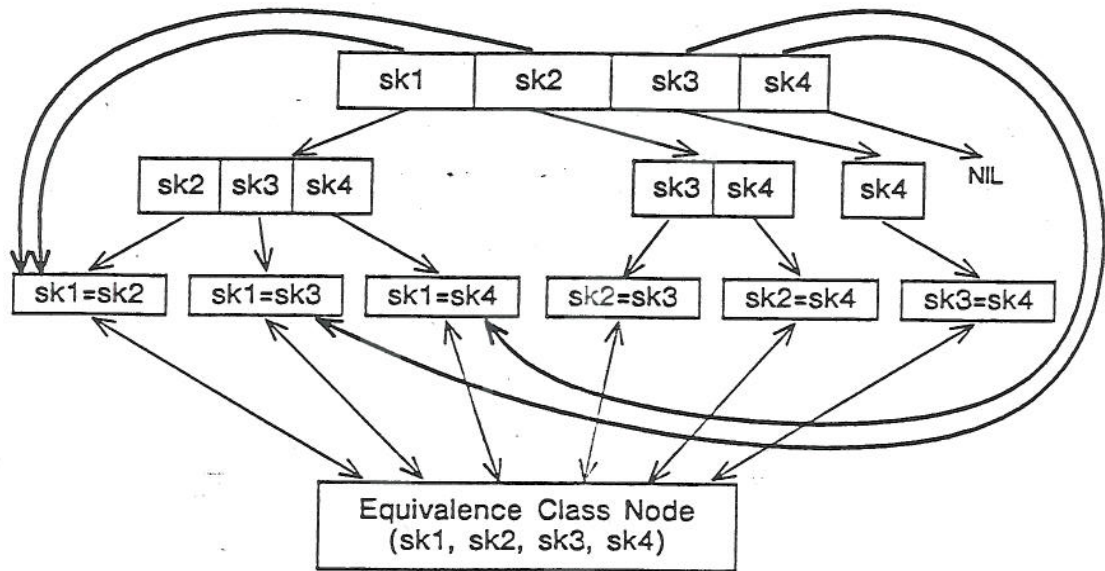 sk1 sk2 sk3 sk4
sk2 sk3 sk4
sk3 sk4
sk4
NIL
sk1=sk2
sk1=sk3
sk1=sk4
sk2=sk3
sk2=sk4
sk3=sk4
Equivalence Class Node
(sk1, sk2, sk3, sk4)